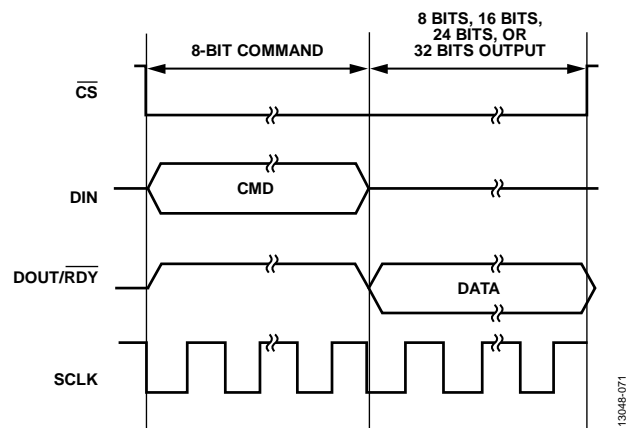 8 BITS, 16 BITS,
24 BITS, OR
32 BITS OUTPUT
8-BIT COMMAND
CS
DIN
CMD
DOUT/RDY
DATA
SCLK
13048-071